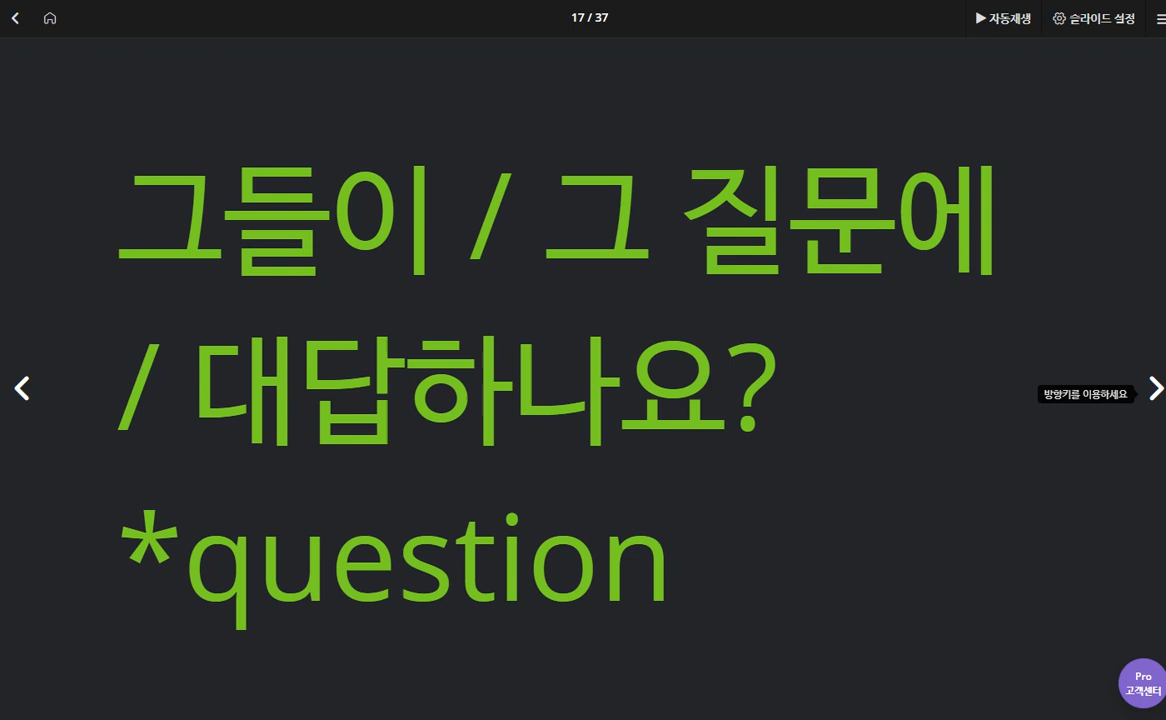 17 / 37
자동재생
슬라이드 설정
그들이 / 그 질문에
/ 대답하나요?
방향키를 이용하세요
*question
Pro
고객센터